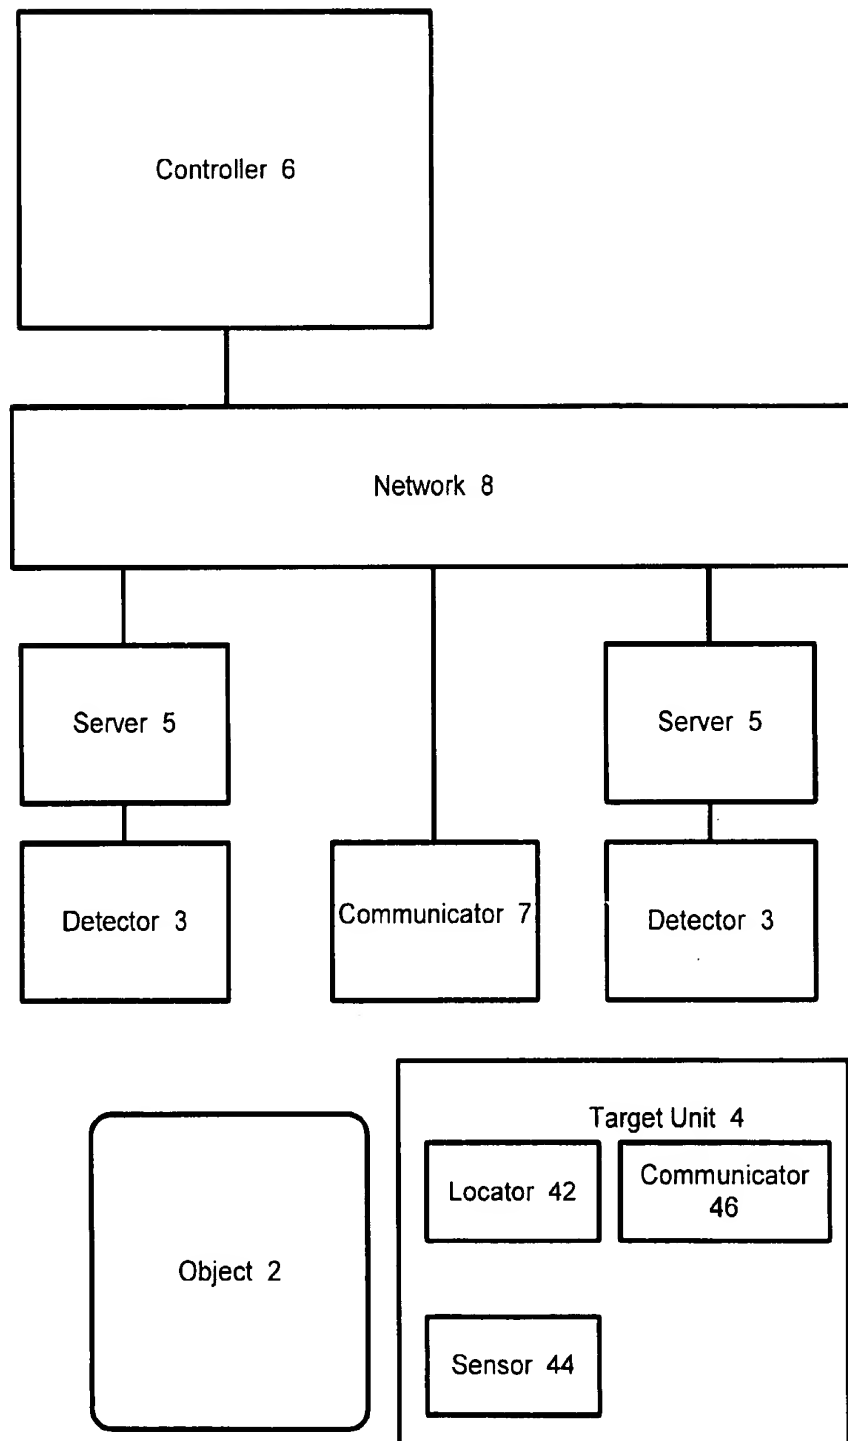 Controller 6
Network 8
Server 5
Server 5
Detector 3
Communicator 7
Detector 3
Target Unit 4
Locator 42
Communicator
46
Object 2
Sensor 44